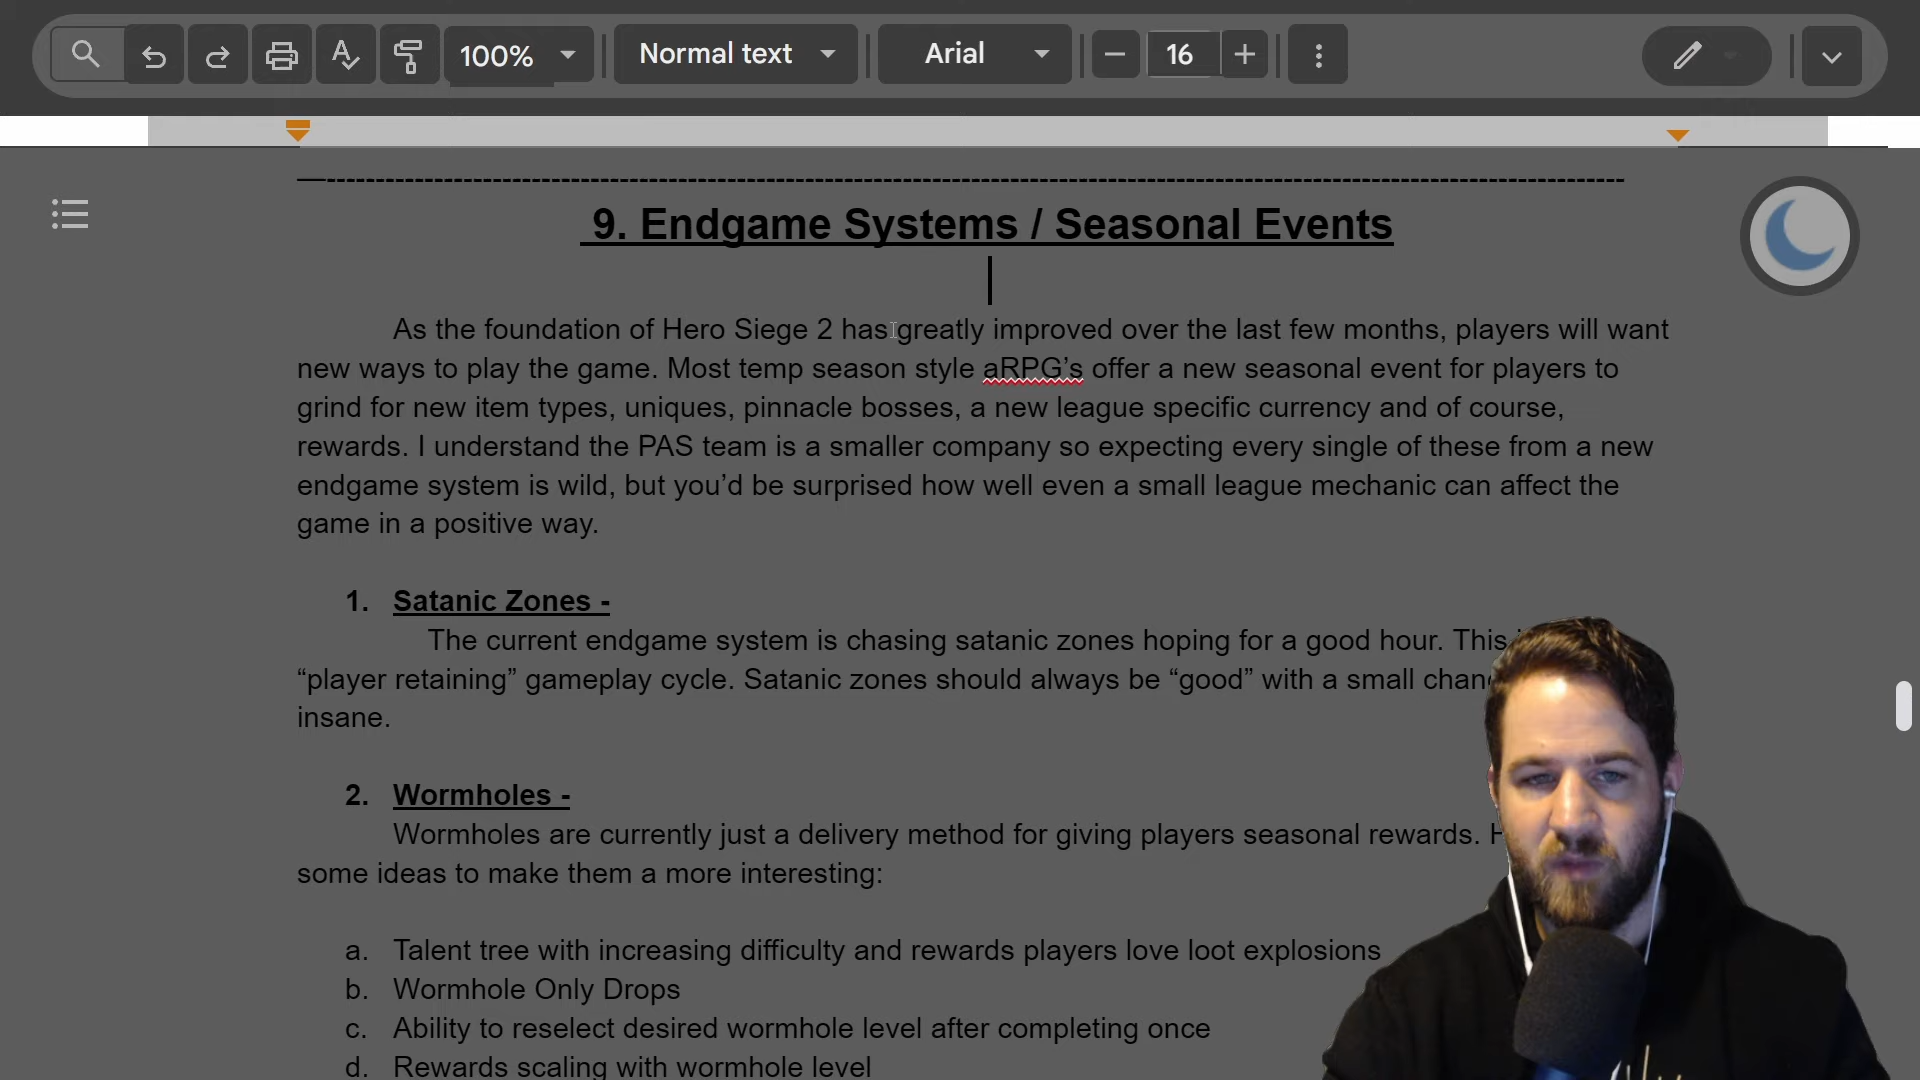 100%
Normal text
Arial
16
9. Endgame Systems / Seasonal Events
As the foundation of Hero Siege 2 has greatly improved over the last few months, players will want
new ways to play the game. Most temp season style aRPG’s offer a new seasonal event for players to
grind for new item types, uniques, pinnacle bosses, a new league specific currency and of course,
rewards. I understand the PAS team is a smaller company so expecting every single of these from a new
endgame system is wild, but you’d be surprised how well even a small league mechanic can affect the
game in a positive way.
1. Satanic Zones -
The current endgame system is chasing satanic zones hoping for a good hour. This
“player retaining” gameplay cycle. Satanic zones should always be “good” with a small
insane.
2. Wormholes -
Wormholes are currently just a delivery method for giving players seasonal rewards.
some ideas to make them a more interesting:
a. Talent tree with increasing difficulty and rewards players love loot explosions
b. Wormhole Only Drops
c. Ability to reselect desired wormhole level after completing once
d. Rewards scaling with wormhole level